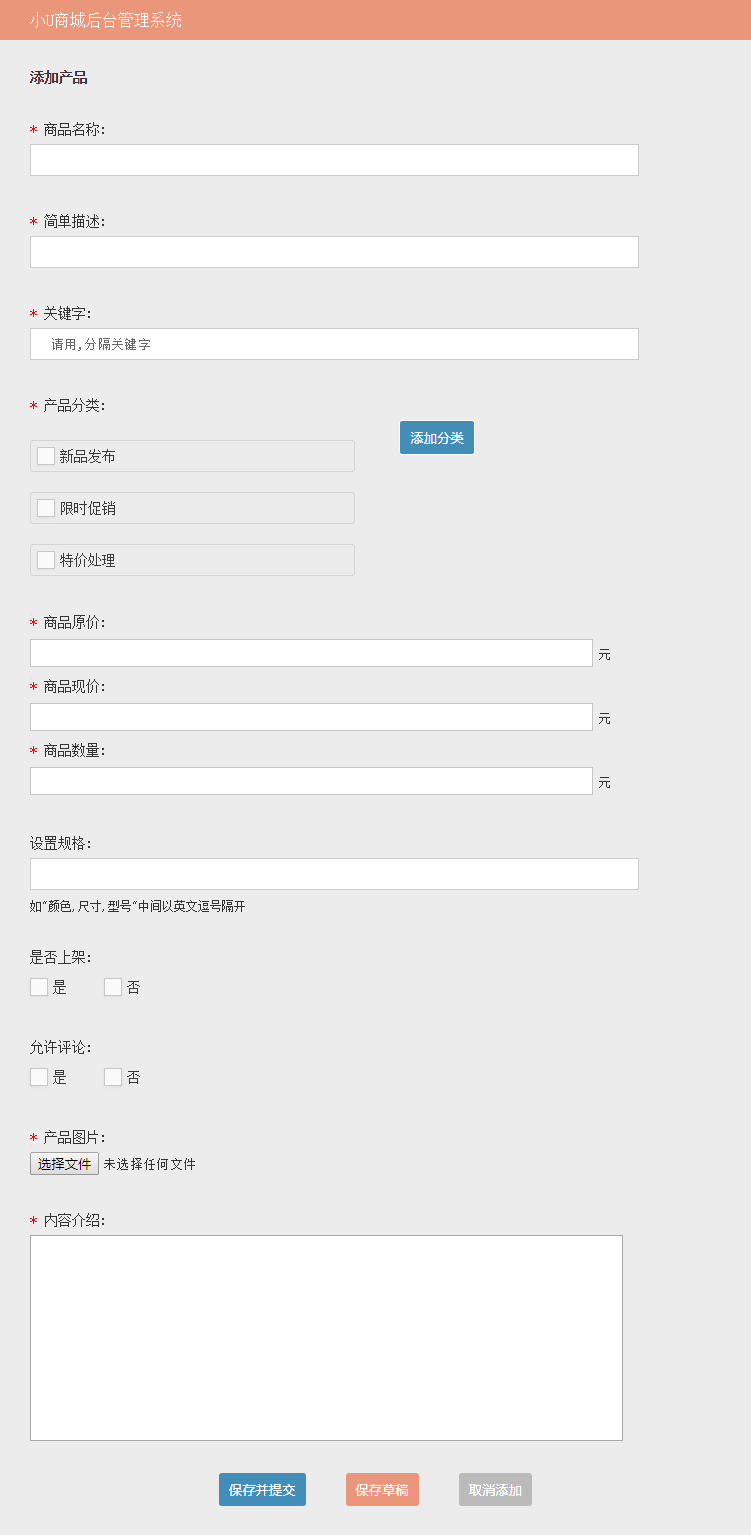 小U商城后台管理系统
添加产品
* 商品名称:
* 简单描述:
* 关键字:
请用,分隔关键字
* 产品分类:
添加分类
新品发布
限时促销
特价处理
* 商品原价:
元
* 商品现价:
元
* 商品数量:
元
设置规格:
如“颜色,尺寸,型号“中间以英文逗号隔开
是否上架:
是 否
允许评论:
是 否
* 产品图片:
选择文件 未选择任何文件
* 内容介绍:
保存并提交 保存草稿 取消添加